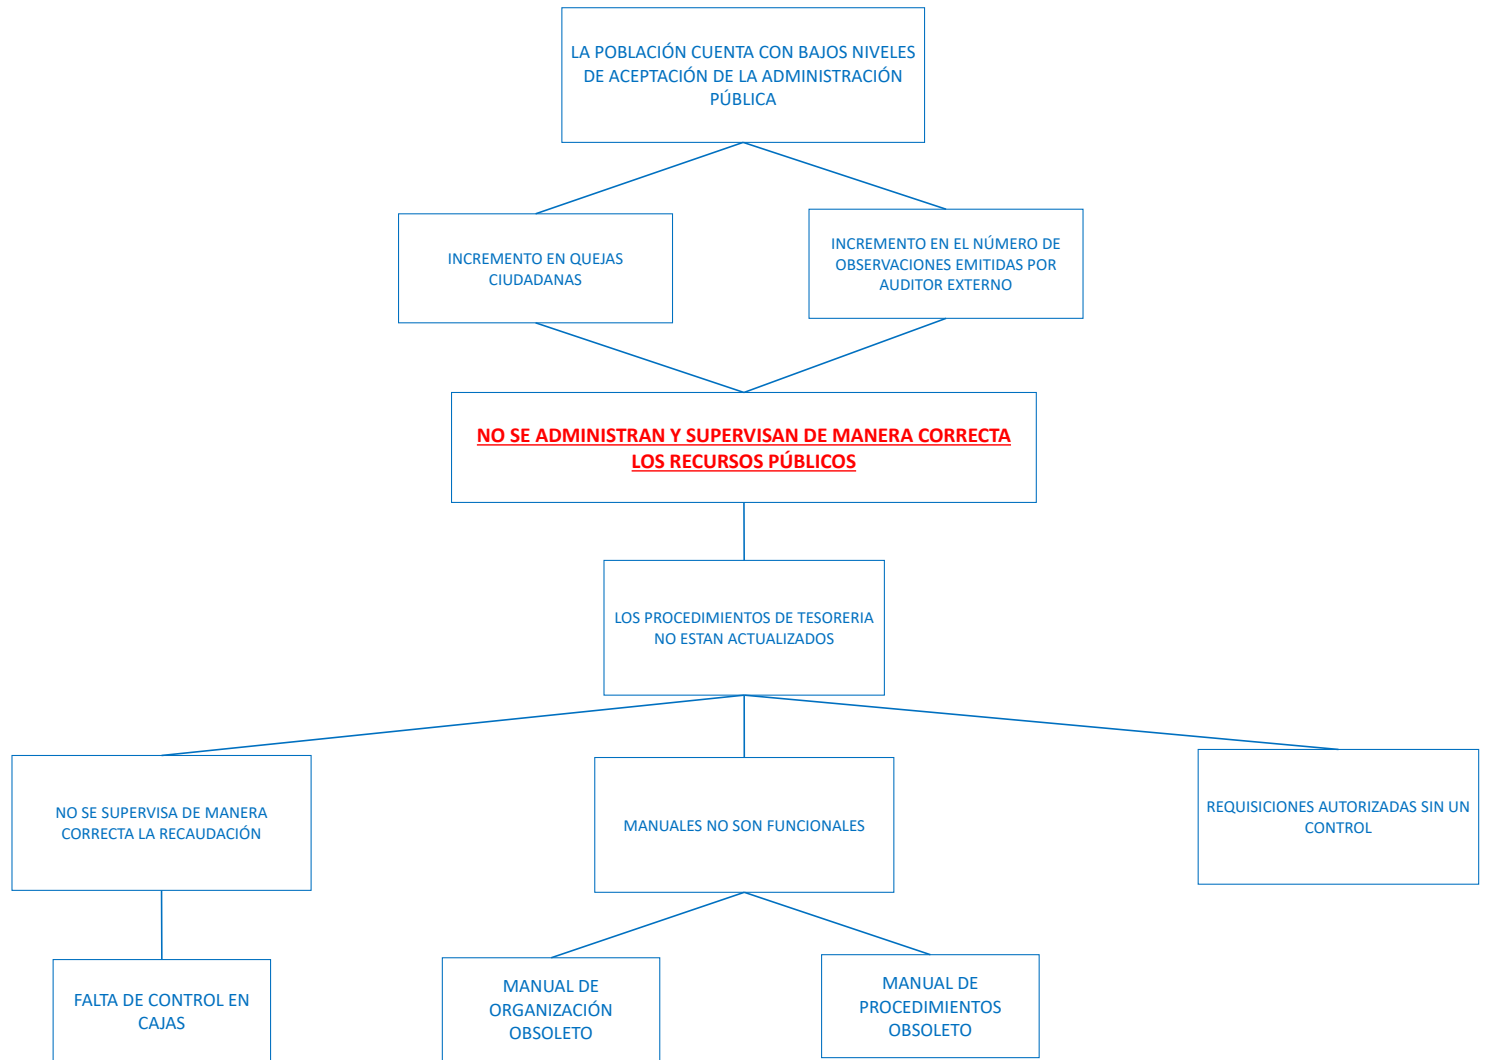 LA POBLACIÓN CUENTA CON BAJOS NIVELES
DE ACEPTACIÓN DE LA ADMINISTRACIÓN
PÚBLICA
INCREMENTO EN QUEJAS
CIUDADANAS
INCREMENTO EN EL NÚMERO DE
OBSERVACIONES EMITIDAS POR
AUDITOR EXTERNO
NO SE ADMINISTRAN Y SUPERVISAN DE MANERA CORRECTA
LOS RECURSOS PÚBLICOS
LOS PROCEDIMIENTOS DE TESORERIA
NO ESTAN ACTUALIZADOS
NO SE SUPERVISA DE MANERA
CORRECTA LA RECAUDACIÓN
MANUALES NO SON FUNCIONALES
REQUISICIONES AUTORIZADAS SIN UN
CONTROL
FALTA DE CONTROL EN
CAJAS
MANUAL DE
ORGANIZACIÓN
OBSOLETO
MANUAL DE
PROCEDIMIENTOS
OBSOLETO